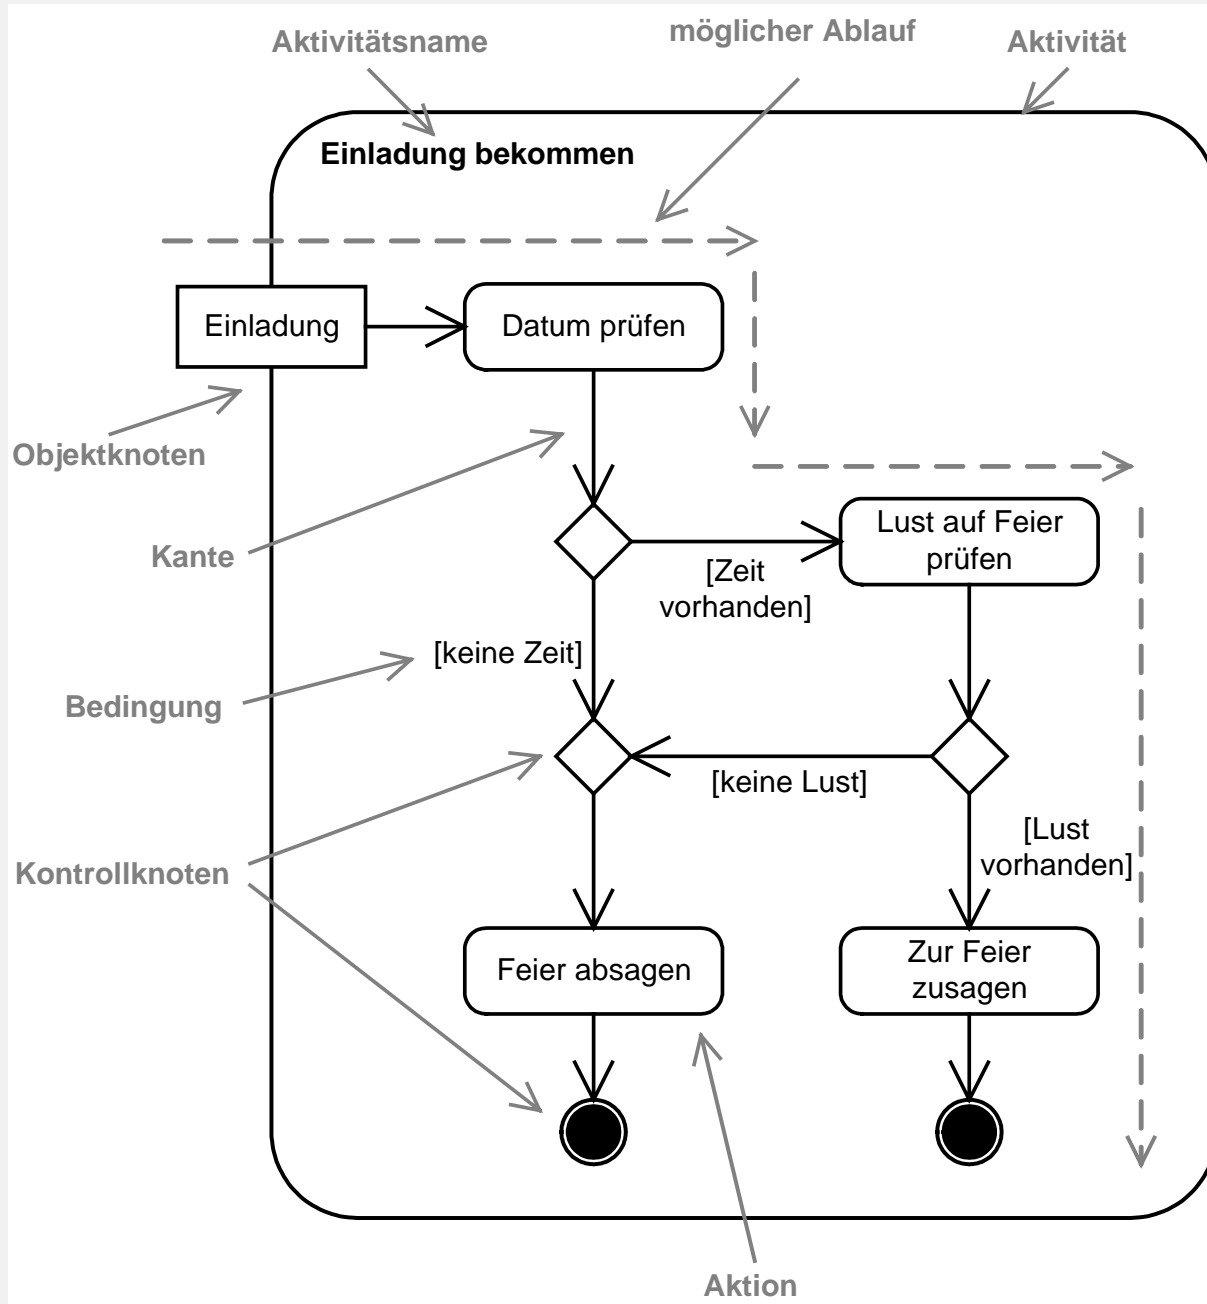 möglicher Ablauf
Aktivitätsname
Aktivität
Einladung bekommen
Einladung
Datum prüfen
Objektknoten
Lust auf Feier
prüfen
Kante
[Zeit
vorhanden]
[keine Zeit]
Bedingung
[keine Lust]
[Lust
vorhanden]
Kontrollknoten
Feier absagen
Zur Feier
zusagen
Aktion